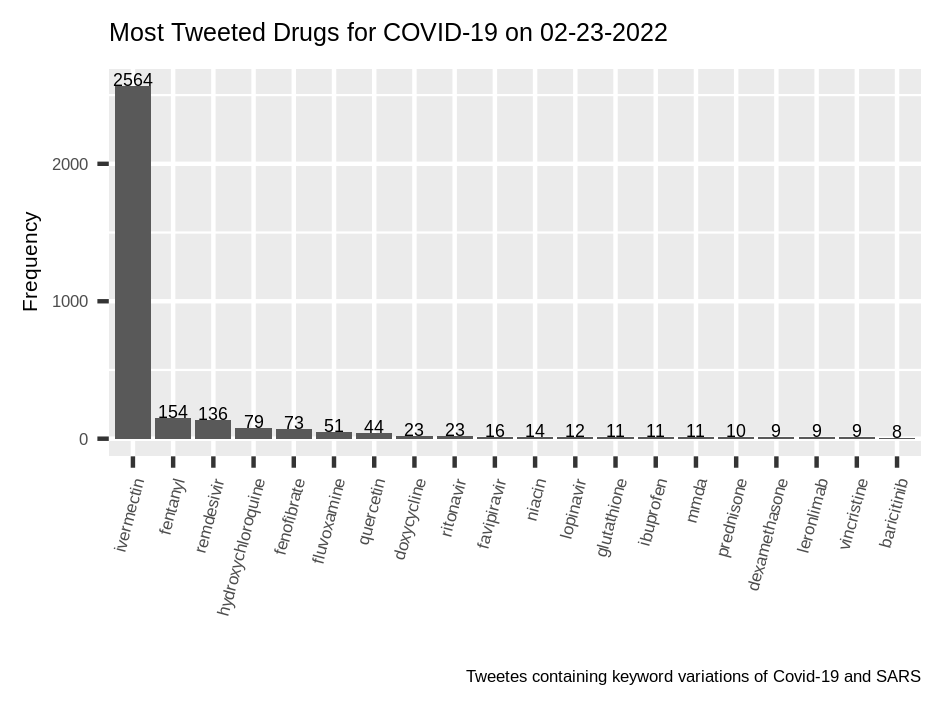 Most Tweeted Drugs for COVID-19 on 02-23-2022
Frequency
2000
1000
0
2564
154
136
79
73
51
44
23
23
16
14
12
11
11
11
10
9
9
9
8
ivermectin
fentanyl
rendesivir
hydroxychloroquine
fenofibrate
fluvoxamine
quercetin
doxycycline
ritonavir
favipiravir
niacin
lopinavir
glutathione
ibuprofen
mmda
prednisone
dexamethasone
leronlimab
vincristine
baricitinib
Tweetes containing keyword variations of Covid-19 and SARS